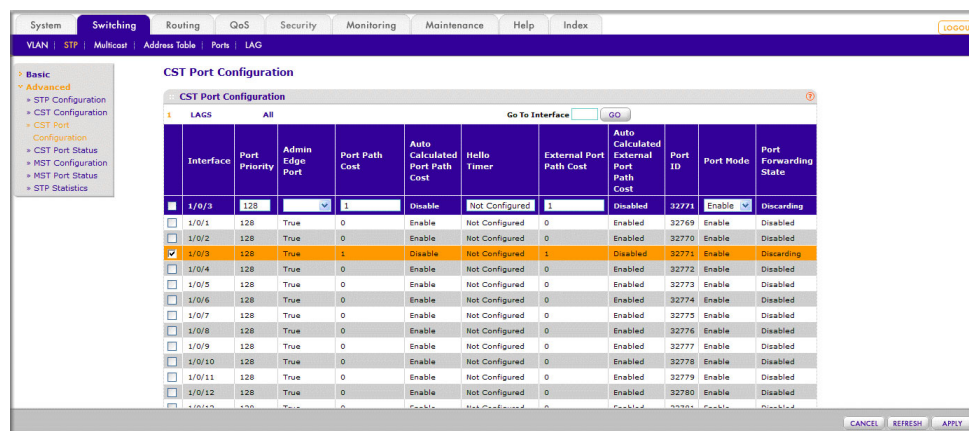 System Switching Routing QoS Security Monitoring Maintenance Help Index
LOGOU
VLAN | STP | Multicast | Address Table | Ports | LAG
Basic
Advanced
» STP Configuration
» CST Configuration
» CST Port
Configuration
» CST Port Status
» MST Configuration
» MST Port Status
» STP Statistics
CST Port Configuration
CST Port Configuration
1 LAGS All Go To Interface GO
Interface
Port
Priority
Admin
Edge
Port
Port Path
Cost
Auto
Calculated
Port Path
Cost
Hello
Timer
External Port
Path Cost
Auto
Calculated
External
Port
Path
Cost
Port
ID
Port Mode
Port
Forwarding
State
1/0/3 128 1 Disable Not Configured 1 Disabled 32771 Enable Discarding
1/0/1 128 True 0 Enable Not Configured 0 Enabled 32769 Enable Disabled
1/0/2 128 True 0 Enable Not Configured 0 Enabled 32770 Enable Disabled
1/0/3 128 True 1 Disable Not Configured 1 Disabled 32771 Enable Discarding
1/0/4 128 True 0 Enable Not Configured 0 Enabled 32772 Enable Disabled
1/0/5 128 True 0 Enable Not Configured 0 Enabled 32773 Enable Disabled
1/0/6 128 True 0 Enable Not Configured 0 Enabled 32774 Enable Disabled
1/0/7 128 True 0 Enable Not Configured 0 Enabled 32775 Enable Disabled
1/0/8 128 True 0 Enable Not Configured 0 Enabled 32776 Enable Disabled
1/0/9 128 True 0 Enable Not Configured 0 Enabled 32777 Enable Disabled
1/0/10 128 True 0 Enable Not Configured 0 Enabled 32778 Enable Disabled
1/0/11 128 True 0 Enable Not Configured 0 Enabled 32779 Enable Disabled
1/0/12 128 True 0 Enable Not Configured 0 Enabled 32780 Enable Disabled
CANCEL REFRESH APPLY